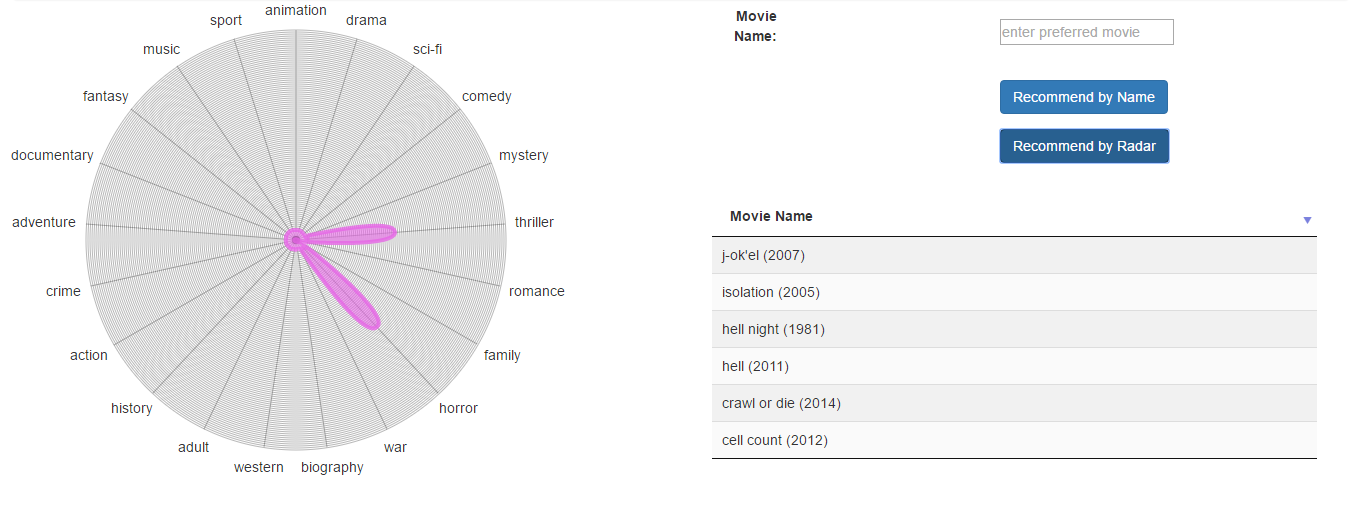 animation
sport
drama
music
sci-fi
fantasy
comedy
documentary
mystery
adventure
thriller
crime
romance
action
family
history
horror
adult
war
western
biography
Movie
Name:
enter preferred movie
Recommend by Name
Recommend by Radar
Movie Name
j-ok'el (2007)
isolation (2005)
hell night (1981)
hell (2011)
crawl or die (2014)
cell count (2012)